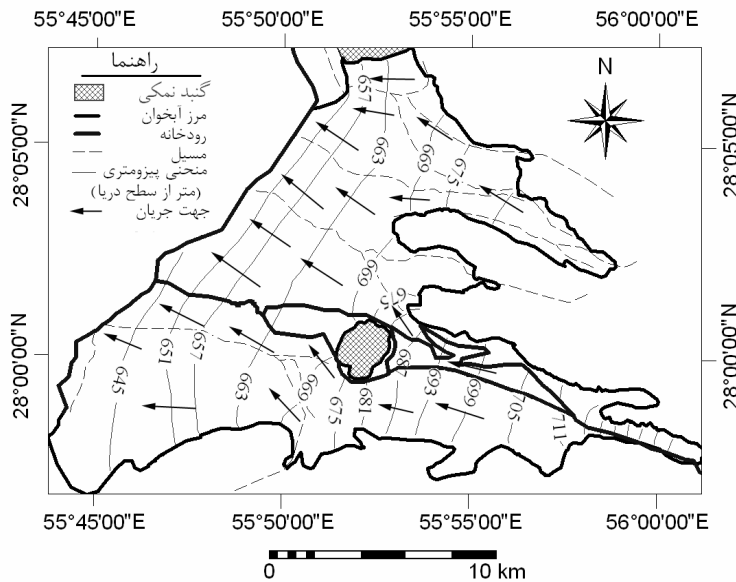 55°45'00"E 55°50'00"E 55°55'00"E 56°00'00"E
راهنما
گنبد نمکی
مرز آبخوان
رودخانه
مسیل
منحنی پیزومتری
(متر از سطح دریا)
جهت جریان
N
28°05'00"N 28°05'00"N
28°00'00"N 28°00'00"N
657
663
669
675
669
675
657
651
645
663
669
675
681
687
693
699
705
711
55°45'00"E 55°50'00"E 55°55'00"E 56°00'00"E
0 10 km